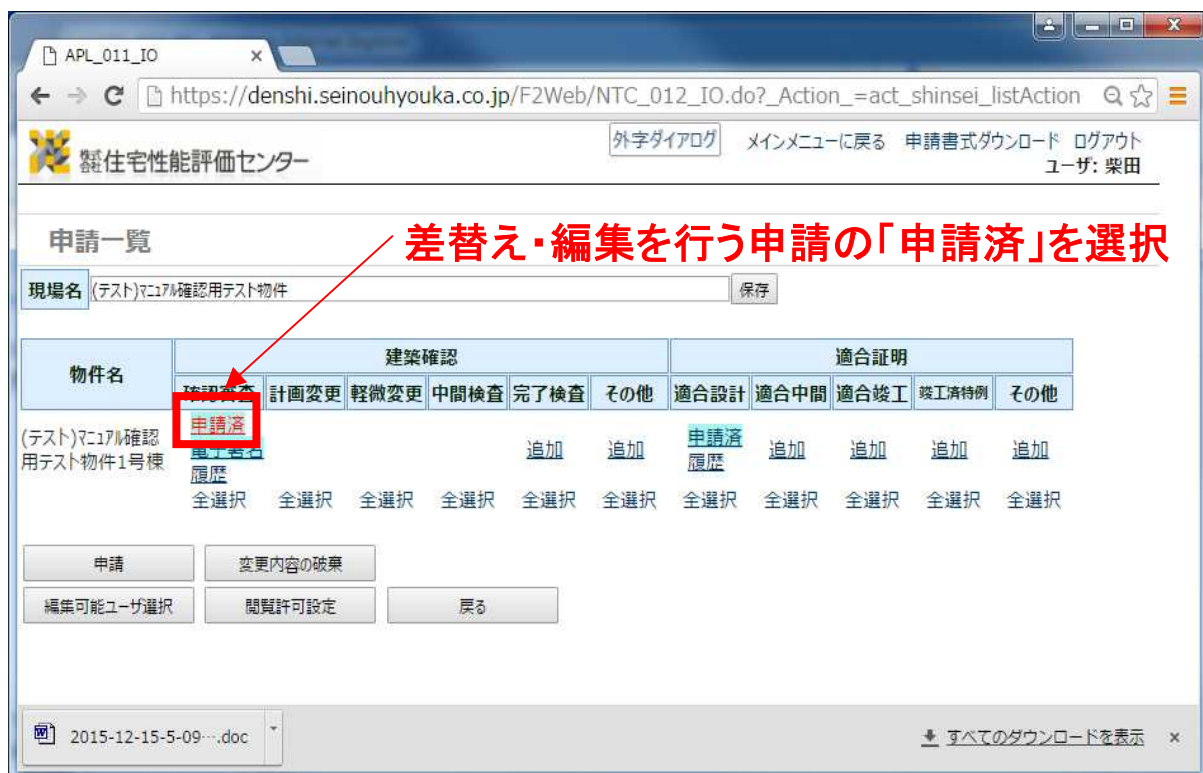 APL_011_IO
https://denshi.seinouhyouka.co.jp/F2Web/NTC_012_IO.do?_Action_=act_shinsei_listAction
外字ダイアログ メインメニューに戻る 申請書式ダウンロード ログアウト
株式会社住宅性能評価センター
ユーザ: 柴田
申請一覧
差替え・編集を行う申請の「申請済」を選択
現場名 (テスト)マニュアル確認用テスト物件 保存
物件名 建築確認 適合証明
確認審査 計画変更 軽微変更 中間検査 完了検査 その他 適合設計 適合中間 適合竣工 竣工済特例 その他
(テスト)マニュアル確認用テスト物件1号棟 申請済 追加 追加 申請済 追加 追加 追加 追加
電子署名
履歴 履歴
全選択 全選択 全選択 全選択 全選択 全選択 全選択 全選択 全選択 全選択 全選択
申請 変更内容の破棄
編集可能ユーザ選択 閲覧許可設定 戻る
2015-12-15-5-09….doc すべてのダウンロードを表示